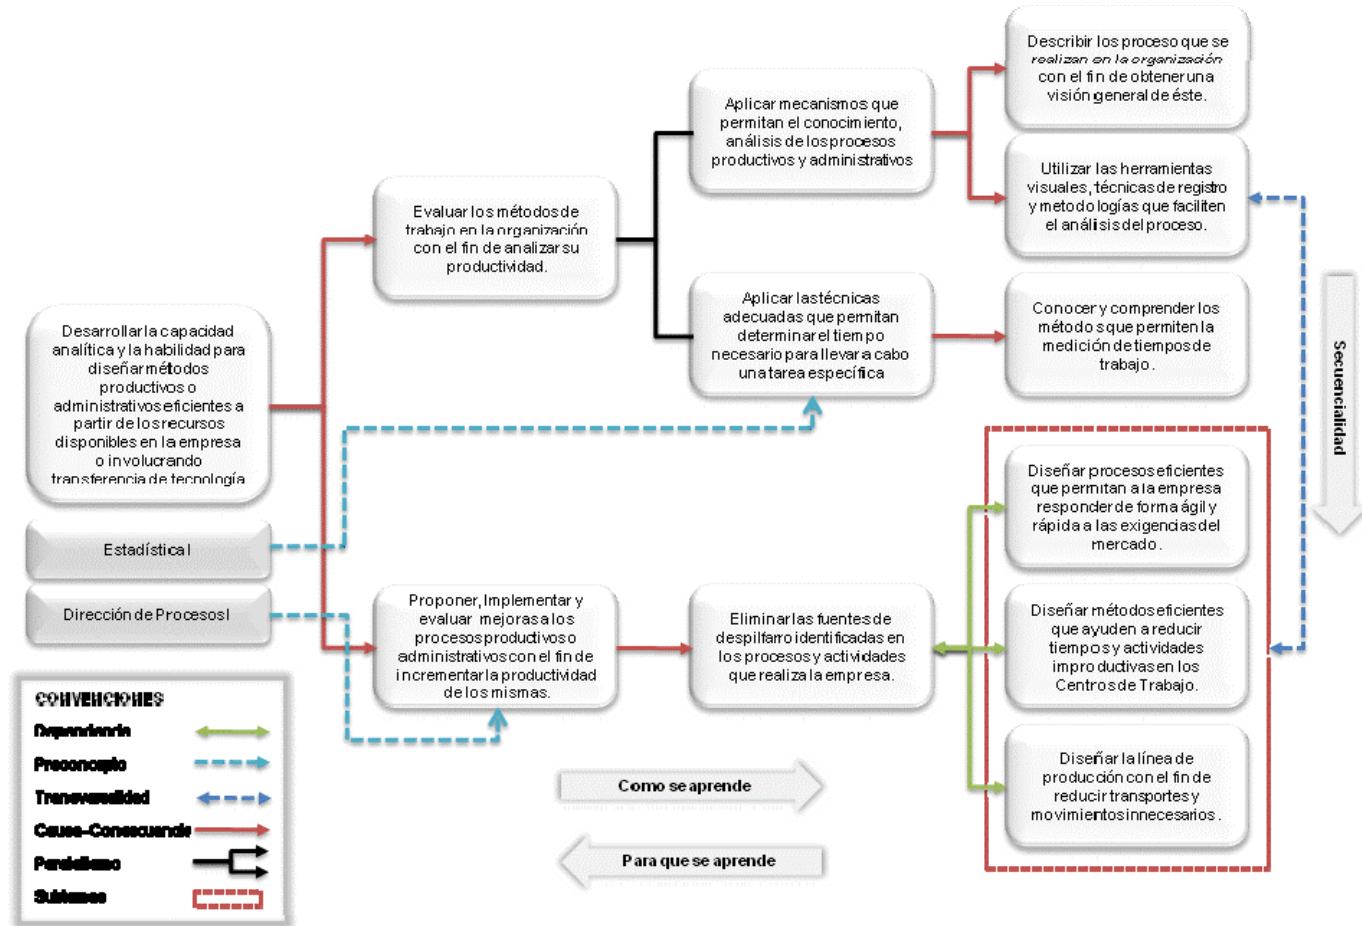 Desarrollar la capacidad
analítica y la habilidad para
diseñar métodos
productivos o
administrativos eficientes a
partir de los recursos
disponibles en la empresa
o involucrando
transferencia de tecnología
Estadística I
Dirección de Procesos I
Evaluar los métodos de
trabajo en la organización
con el fin de analizar su
productividad.
Proponer, Implementar y
evaluar mejoras a los
procesos productivos o
administrativos con el fin de
incrementar la productividad
de los mismas.
Aplicar mecanismos que
permitan el conocimiento,
análisis de los procesos
productivos y administrativos
Aplicar las técnicas
adecuadas que permitan
determinar el tiempo
necesario para llevar a cabo
una tarea específica
Eliminar las fuentes de
despilfarro identificadas en
los procesos y actividades
que realiza la empresa.
Describir los proceso que se
realizan en la organización
con el fin de obtener una
visión general de éste.
Utilizar las herramientas
visuales, técnicas de registro
y metodologías que faciliten
el análisis del proceso.
Conocer y comprender los
métodos que permiten la
medición de tiempos de
trabajo.
Diseñar procesos eficientes
que permitan a la empresa
responder de forma ágil y
rápida a las exigencias del
mercado.
Diseñar métodos eficientes
que ayuden a reducir
tiempos y actividades
improductivas en los
Centros de Trabajo.
Diseñar la línea de
producción con el fin de
reducir transportes y
movimientos innecesarios.
Secuencialidad
Como se aprende
Para que se aprende
CONVENCIONES
Dependencia
Preconcepto
Transversalidad
Causa-Consecuencia
Paralelismo
Subtemas